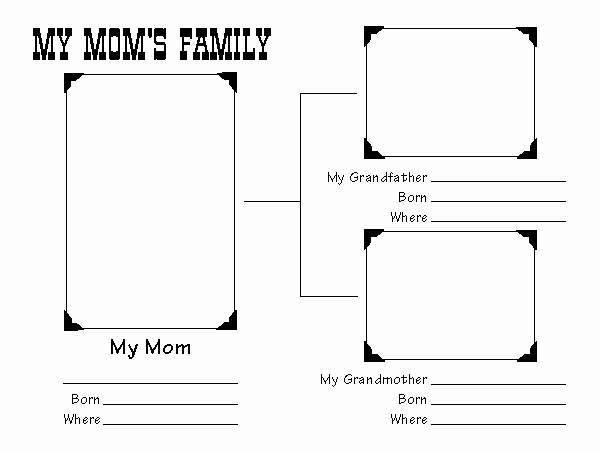 MY MOM'S FAMILY
My Mom
Born
Where
My Grandfather
Born
Where
My Grandmother
Born
Where